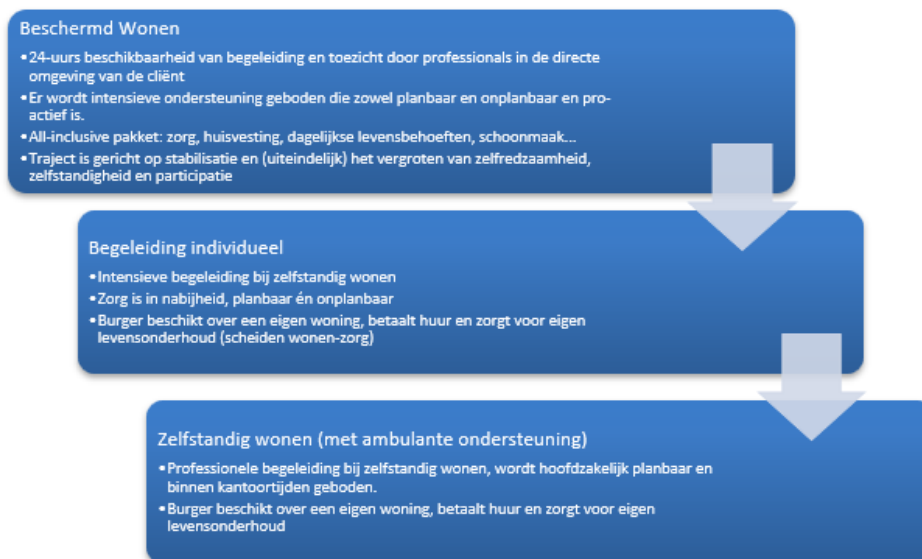 Beschermd Wonen
•24-uurs beschikbaarheid van begeleiding en toezicht door professionals in de directe
omgeving van de cliënt
•Er wordt intensieve ondersteuning geboden die zowel planbaar en onplanbaar en pro-
actief is.
•All-inclusive pakket: zorg, huisvesting, dagelijkse levensbehoeften, schoonmaak...
•Traject is gericht op stabilisatie en (uiteindelijk) het vergroten van zelfredzaamheid,
zelfstandigheid en participatie
Begeleiding individueel
•Intensieve begeleiding bij zelfstandig wonen
•Zorg is in nabijheid, planbaar én onplanbaar
•Burger beschikt over een eigen woning, betaalt huur en zorgt voor eigen
levensonderhoud (scheiden wonen-zorg)
Zelfstandig wonen (met ambulante ondersteuning)
•Professionele begeleiding bij zelfstandig wonen, wordt hoofdzakelijk planbaar en
binnen kantoortijden geboden.
•Burger beschikt over een eigen woning, betaalt huur en zorgt voor eigen
levensonderhoud